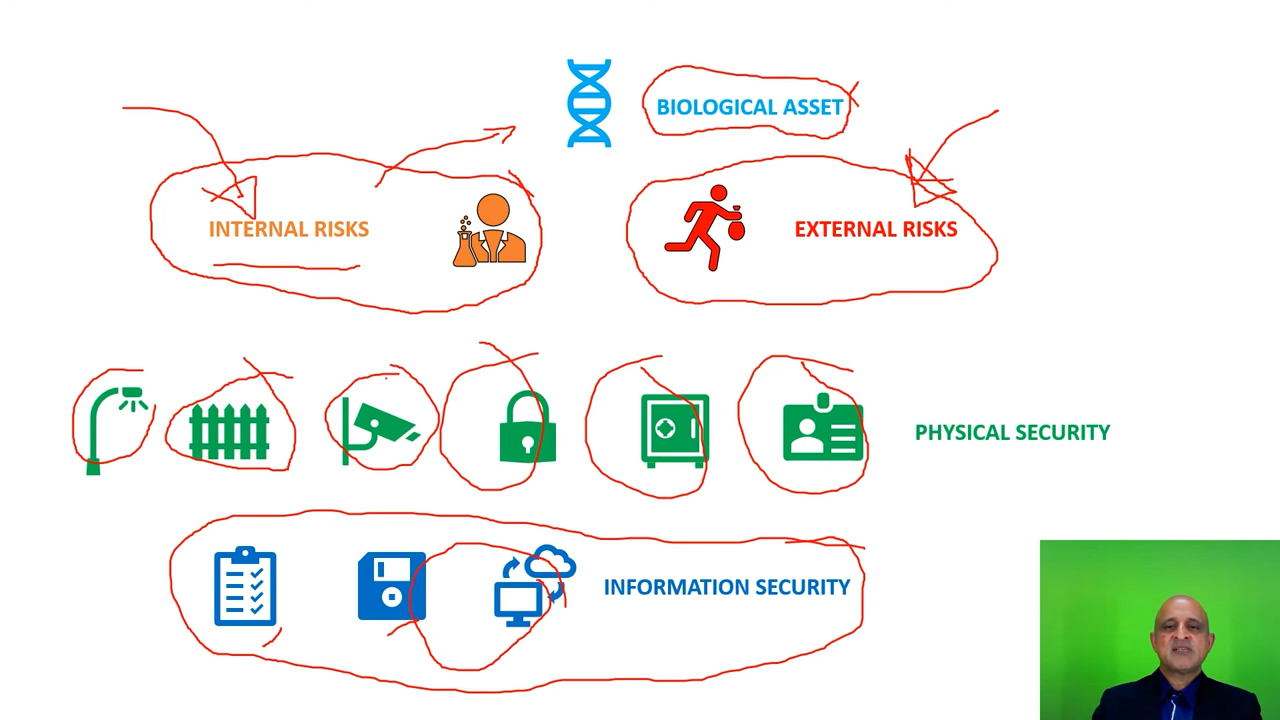 BIOLOGICAL ASSET
INTERNAL RISKS
EXTERNAL RISKS
PHYSICAL SECURITY
INFORMATION SECURITY